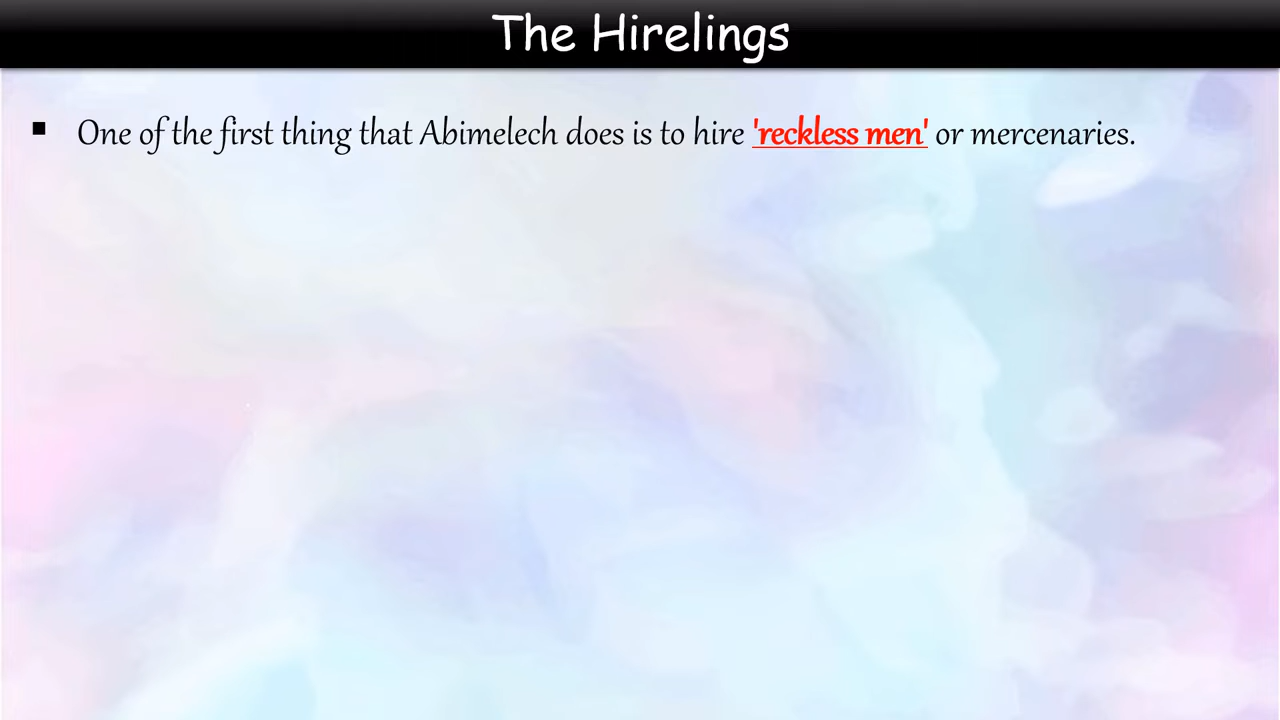 The Hirelings
▪ One of the first thing that Abimelech does is to hire 'reckless men' or mercenaries.